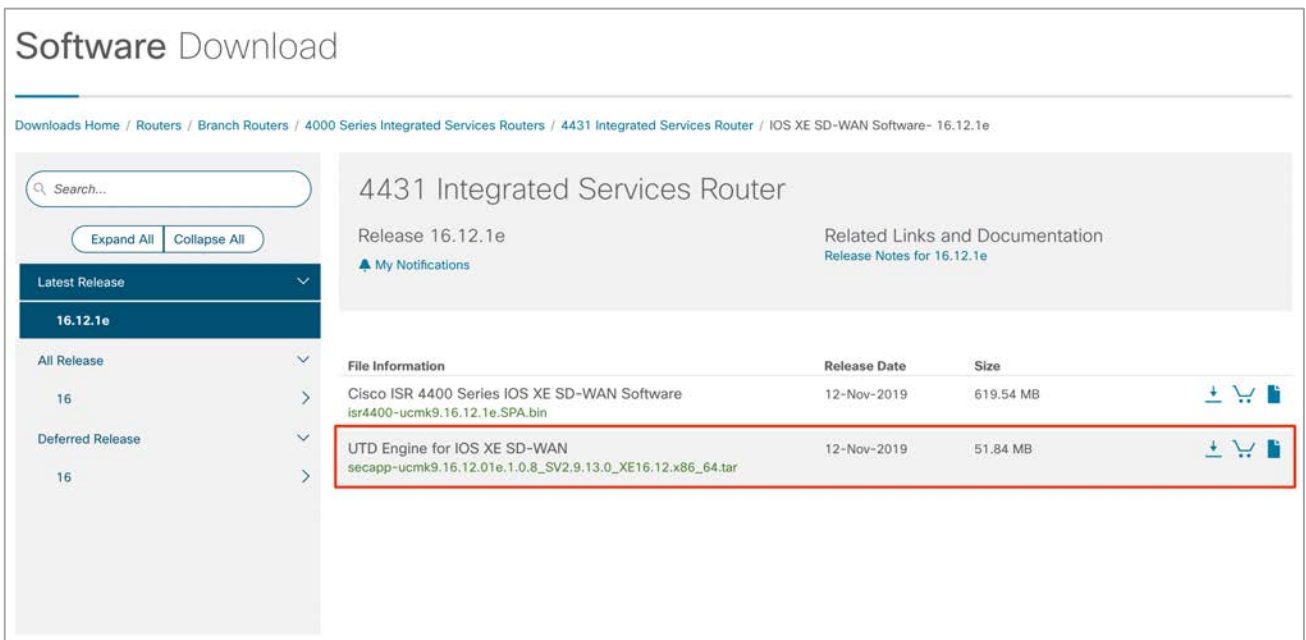 Software Download
Downloads Home / Routers / Branch Routers / 4000 Series Integrated Services Routers / 4431 Integrated Services Router / IOS XE SD-WAN Software- 16.12.1e
Search...
Expand All Collapse All
Latest Release
16.12.1e
All Release
16
Deferred Release
16
4431 Integrated Services Router
Release 16.12.1e
My Notifications
Related Links and Documentation
Release Notes for 16.12.1e
File Information Release Date Size
Cisco ISR 4400 Series IOS XE SD-WAN Software 12-Nov-2019 619.54 MB
isr4400-ucmk9.16.12.1e.SPA.bin
UTD Engine for IOS XE SD-WAN 12-Nov-2019 51.84 MB
secapp-ucmk9.16.12.01e.1.0.8_SV2.9.13.0_XE16.12.x86_64.tar